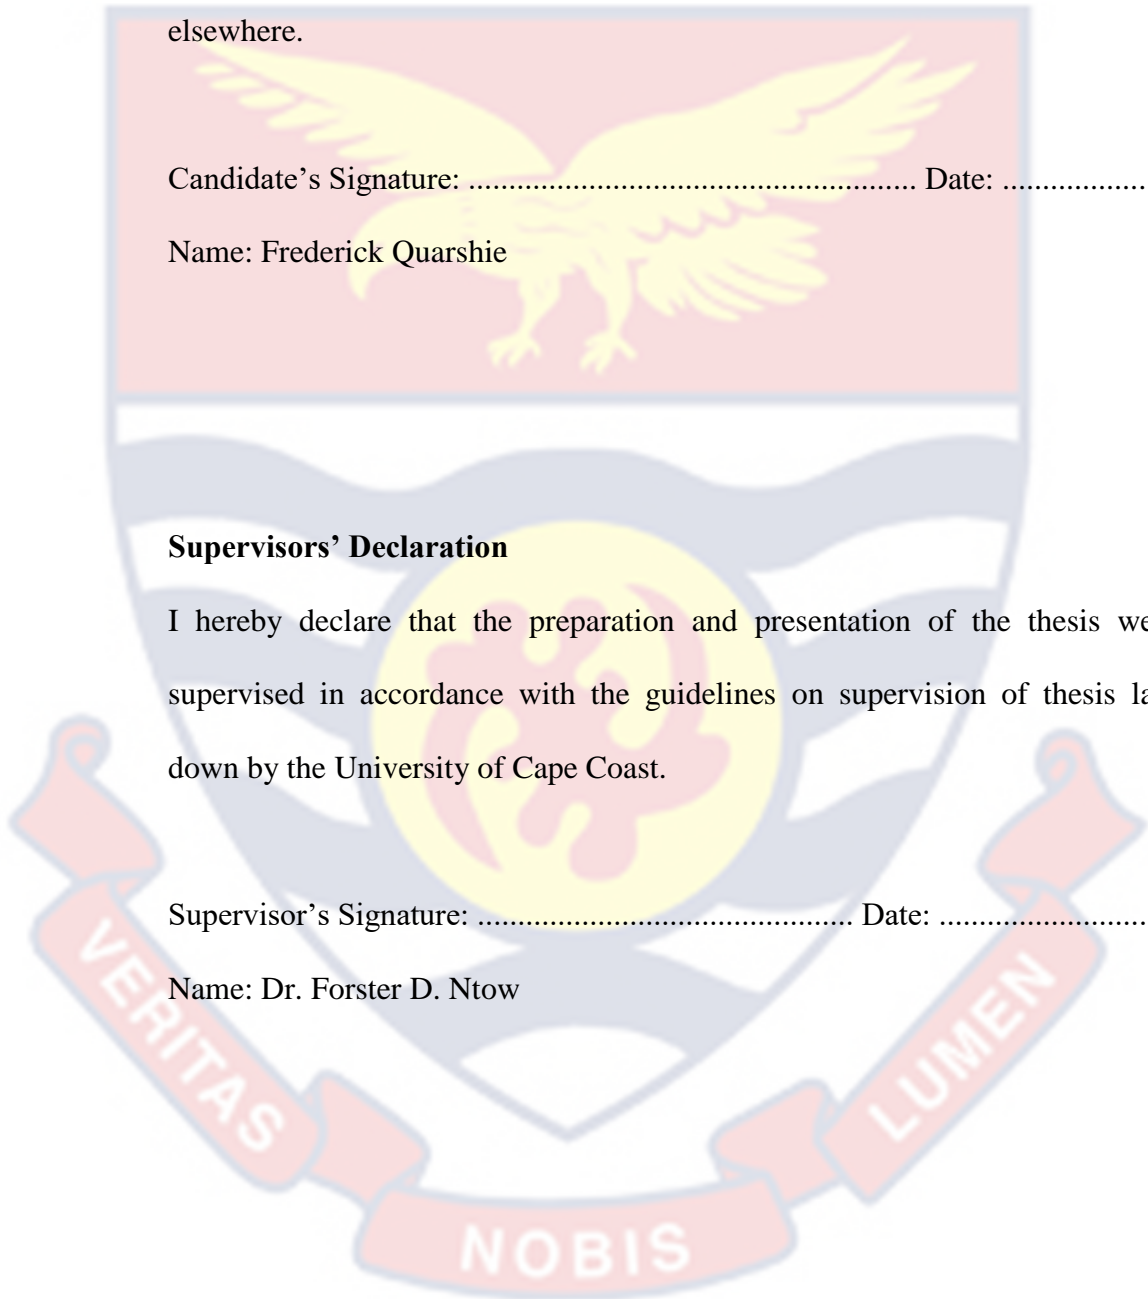 elsewhere.
Candidate’s Signature: ........................................................ Date: ..................
Name: Frederick Quarshie
Supervisors’ Declaration
I hereby declare that the preparation and presentation of the thesis we
supervised in accordance with the guidelines on supervision of thesis la
down by the University of Cape Coast.
Supervisor’s Signature: ............................................... Date: ..........................
Name: Dr. Forster D. Ntow
VERITAS
NOBIS
LUMEN